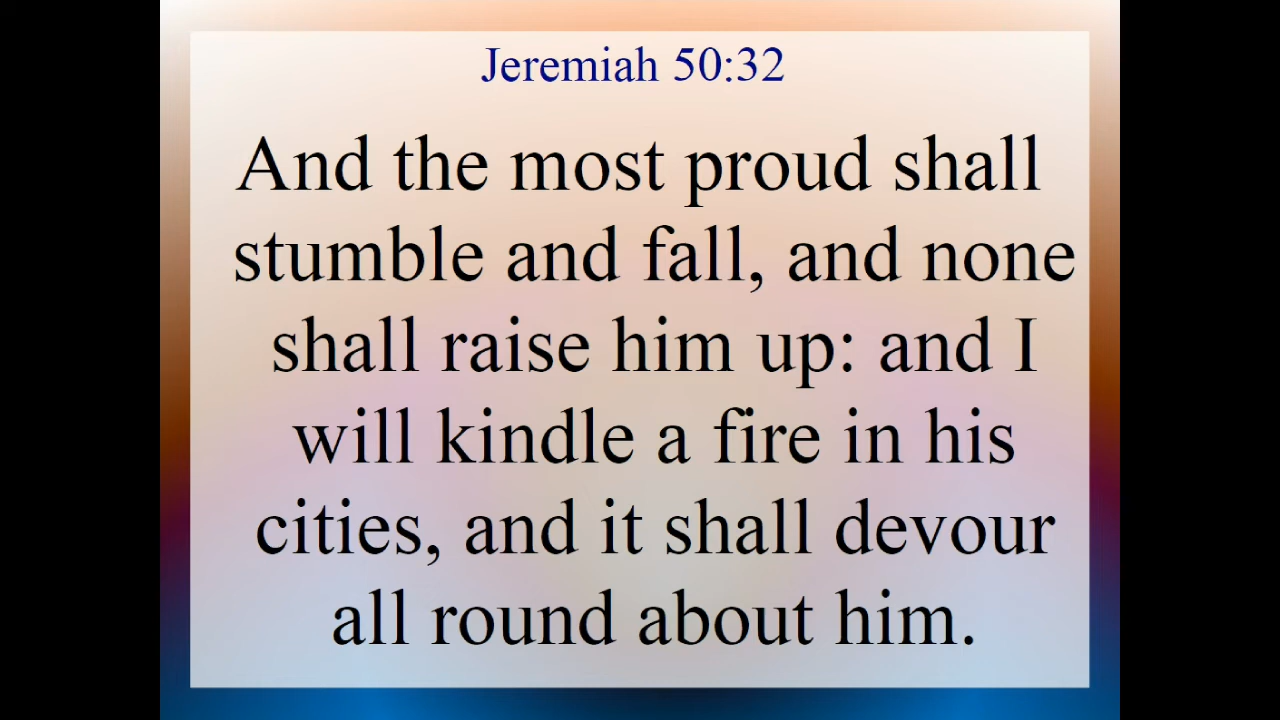 Jeremiah 50:32
And the most proud shall
stumble and fall, and none
shall raise him up: and I
will kindle a fire in his
cities, and it shall devour
all round about him.